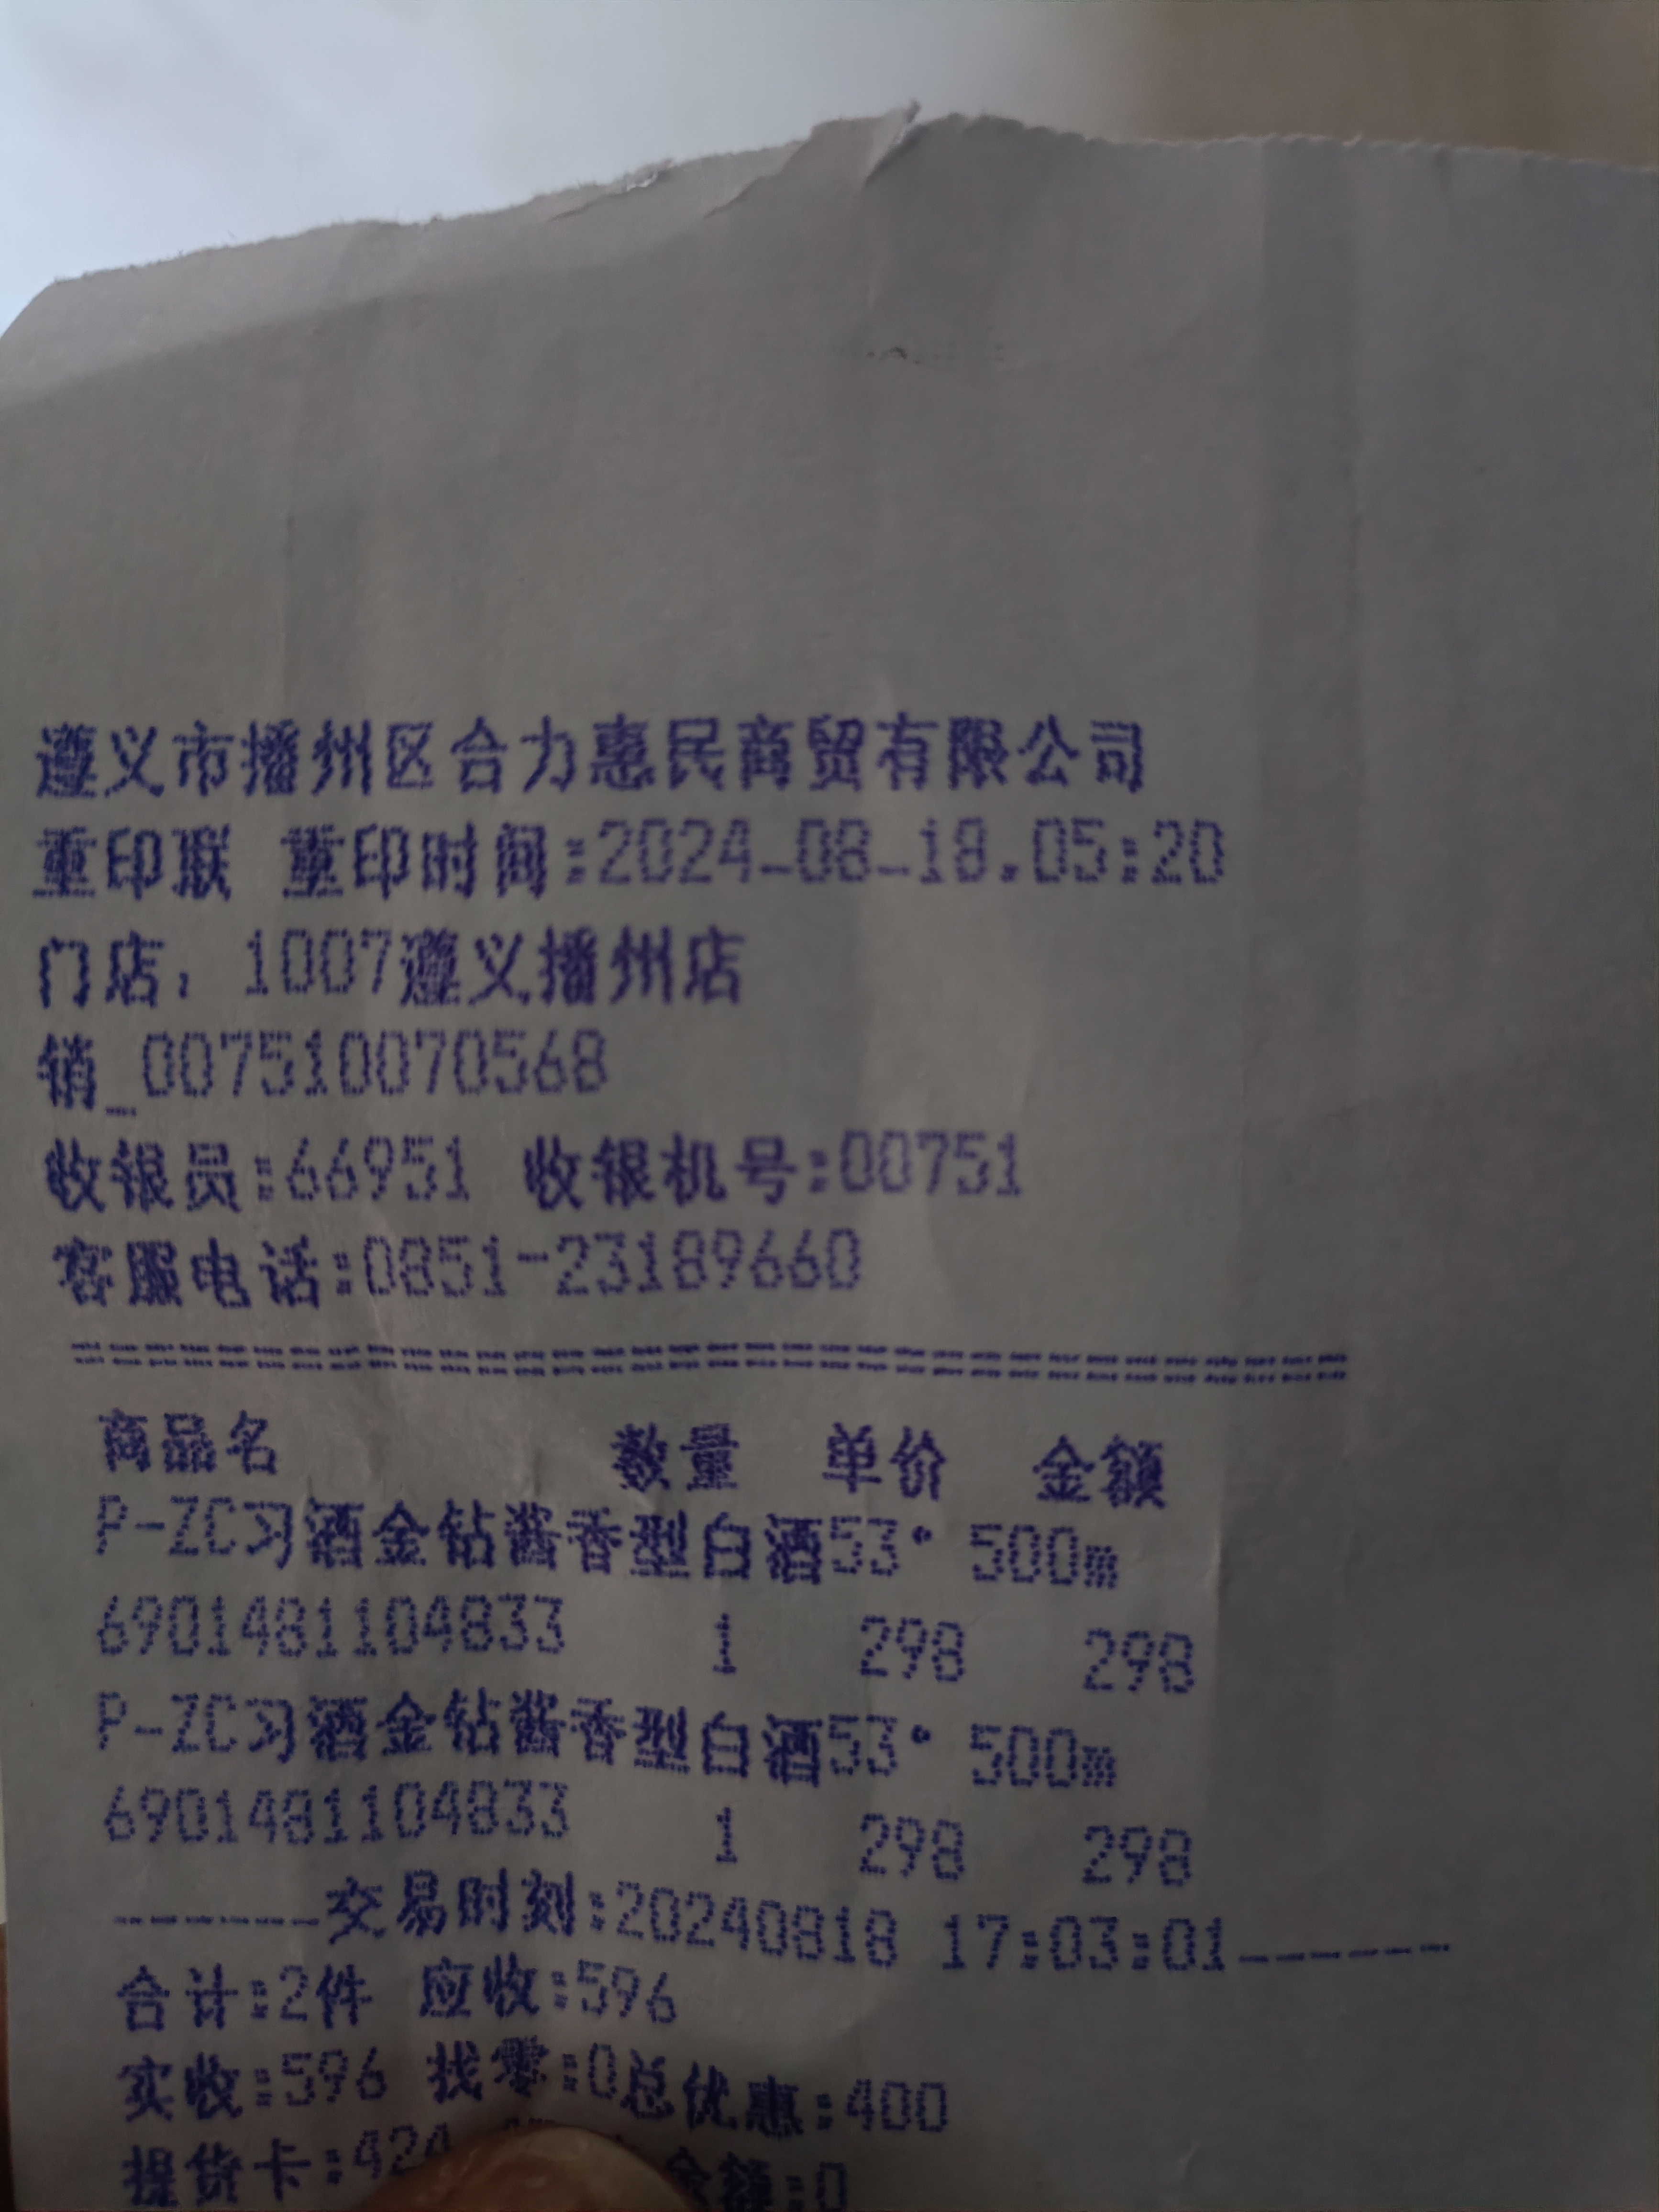 遵义市播州区合力惠民商贸有限公司
重印联 重印时间:2024-08-18.05:20
门店: 1007遵义播州店
销_007510070568
收银员:66951 收银机号:00751
客服电话:0851-23189660
商品名 数量 单价 金额
P-ZC习酒金钻酱香型白酒53° 500m
6901481104833 1 298 298
P-ZC习酒金钻酱香型白酒53° 500m
6901481104833 1 298 298
------交易时刻:20240818 17:03:01------
合计:2件 应收:596
实收:596 找零:0总优惠:400
提货卡:424 余额:0